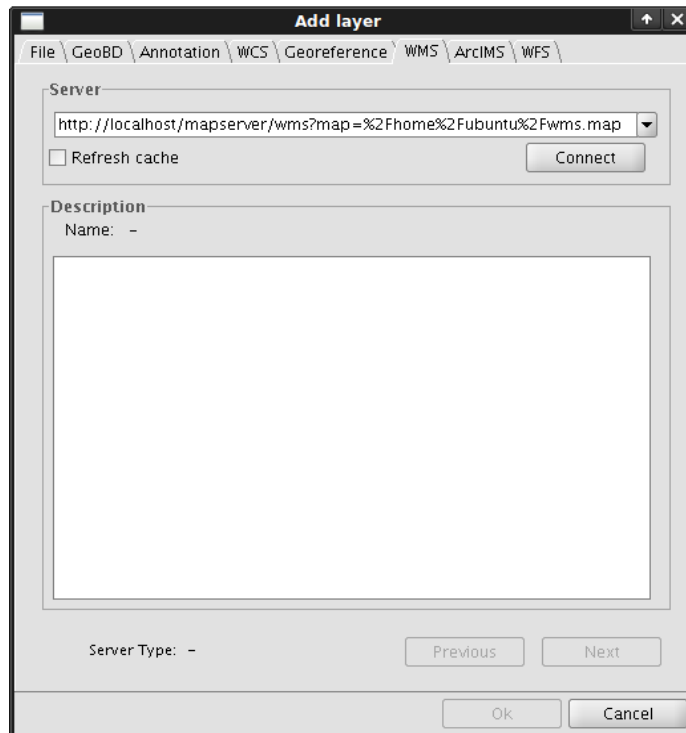 Add layer
File GeoBD Annotation WCS Georeference WMS ArcIMS WFS
Server
http://localhost/mapserver/wms?map=%2Fhome%2Fubuntu%2Fwms.map
Refresh cache Connect
Description
Name: -
Server Type: - Previous Next
Ok Cancel